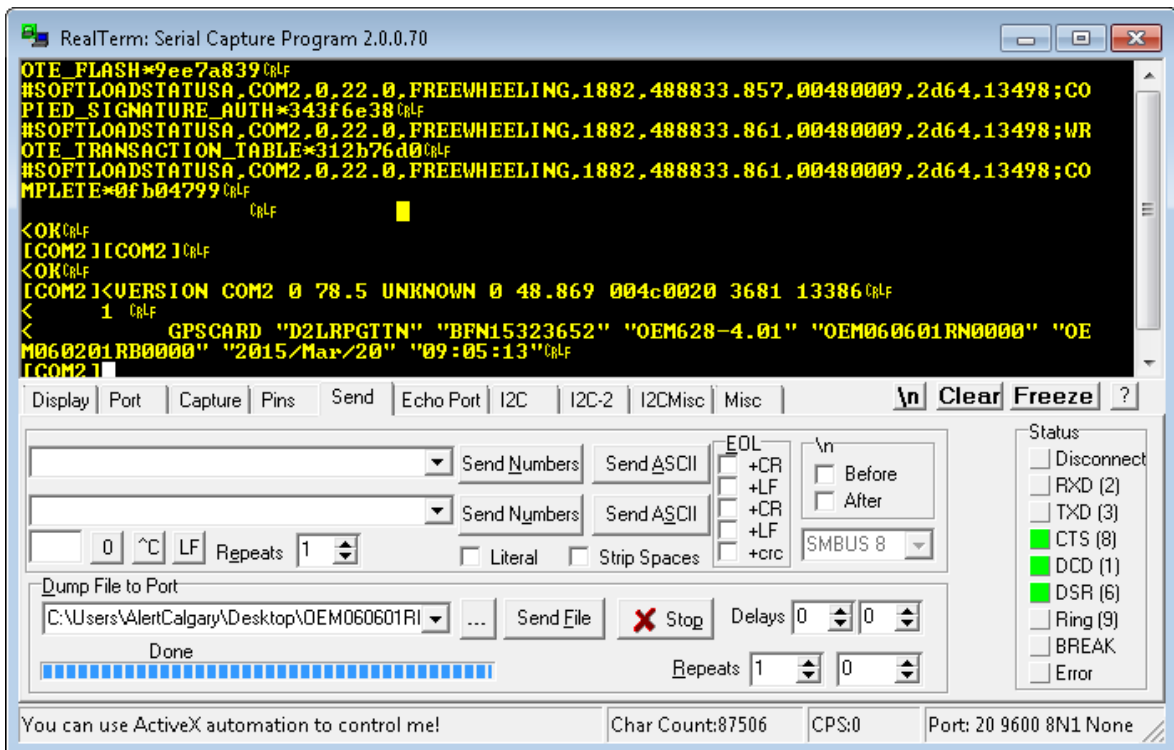 RealTerm: Serial Capture Program 2.0.0.70
OTE_FLASH*9ee7a839CRLF
#SOFTLOADSTATUSA,COM2,0,22.0,FREEWHEELING,1882,488833.857,00480009,2d64,13498;CO
PIED_SIGNATURE_AUTH*343f6e38CRLF
#SOFTLOADSTATUSA,COM2,0,22.0,FREEWHEELING,1882,488833.861,00480009,2d64,13498;WR
OTE_TRANSACTION_TABLE*312b76d0CRLF
#SOFTLOADSTATUSA,COM2,0,22.0,FREEWHEELING,1882,488833.861,00480009,2d64,13498;CO
MPLETE*0fb04799CRLF
CRLF
<OKCRLF
[COM2][COM2]CRLF
<OKCRLF
[COM2]<VERSION COM2 0 78.5 UNKNOWN 0 48.869 004c0020 3681 13386CRLF
< 1 CRLF
< GPSCARD "D2LRPGTTN" "BFN15323652" "OEM628-4.01" "OEM060601RN0000" "OE
M060201RB0000" "2015/Mar/20" "09:05:13"CRLF
[COM2]
Display Port Capture Pins Send Echo Port I2C I2C-2 I2CMisc Misc \n Clear Freeze ?
EOL \n Status
Send Numbers Send ASCII +CR Before Disconnect
+LF RXD (2)
Send Numbers Send ASCII +CR After TXD (3)
+LF CTS (8)
0 ^C LF Repeats 1 Literal Strip Spaces +crc SMBUS 8 DCD (1)
Dump File to Port DSR (6)
C:\Users\AlertCalgary\Desktop\OEM060601RI ... Send File Stop Delays 0 0 Ring (9)
Done BREAK
Repeats 1 0 Error
You can use ActiveX automation to control me! Char Count:87506 CPS:0 Port: 20 9600 8N1 None